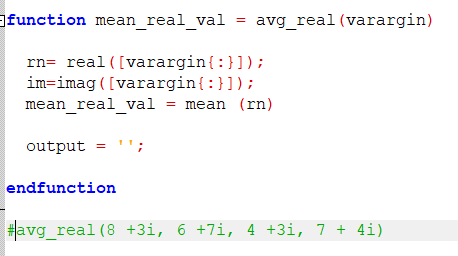 function mean_real_val = avg_real(varargin)
rn= real([varargin{:}]);
im=imag([varargin{:}]);
mean_real_val = mean (rn)
output = '';
endfunction
#avg_real(8 +3i, 6 +7i, 4 +3i, 7 + 4i)